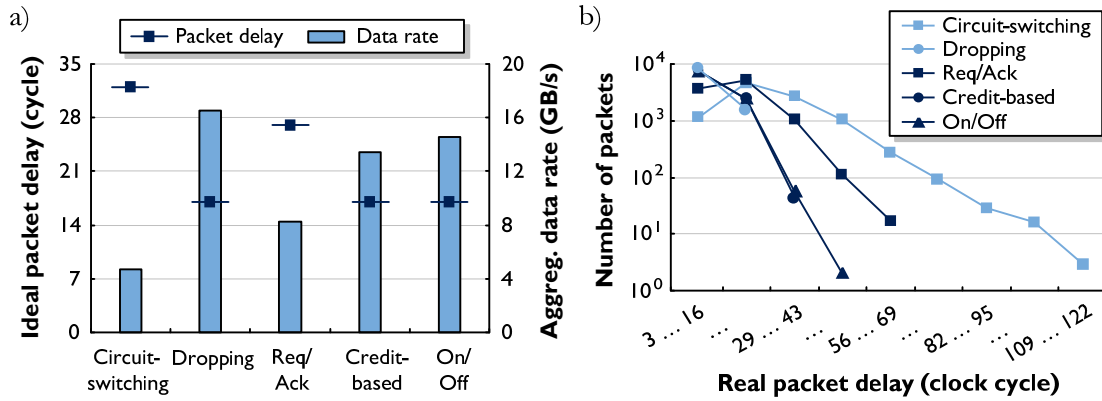 a)
Packet delay
Data rate
Ideal packet delay (cycle)
35
28
21
14
7
0
20
16
12
8
4
0
Aggreg. data rate (GB/s)
Circuit-
switching
Dropping
Req/
Ack
Credit-
based
On/
Off
b)
Circuit-switching
Dropping
Req/Ack
Credit-based
On/Off
Number of packets
10⁴
10³
10²
10¹
10⁰
3 ... 16
...
29 ... 43
...
56 ... 69
...
82 ... 95
...
109 ... 122
Real packet delay (clock cycle)